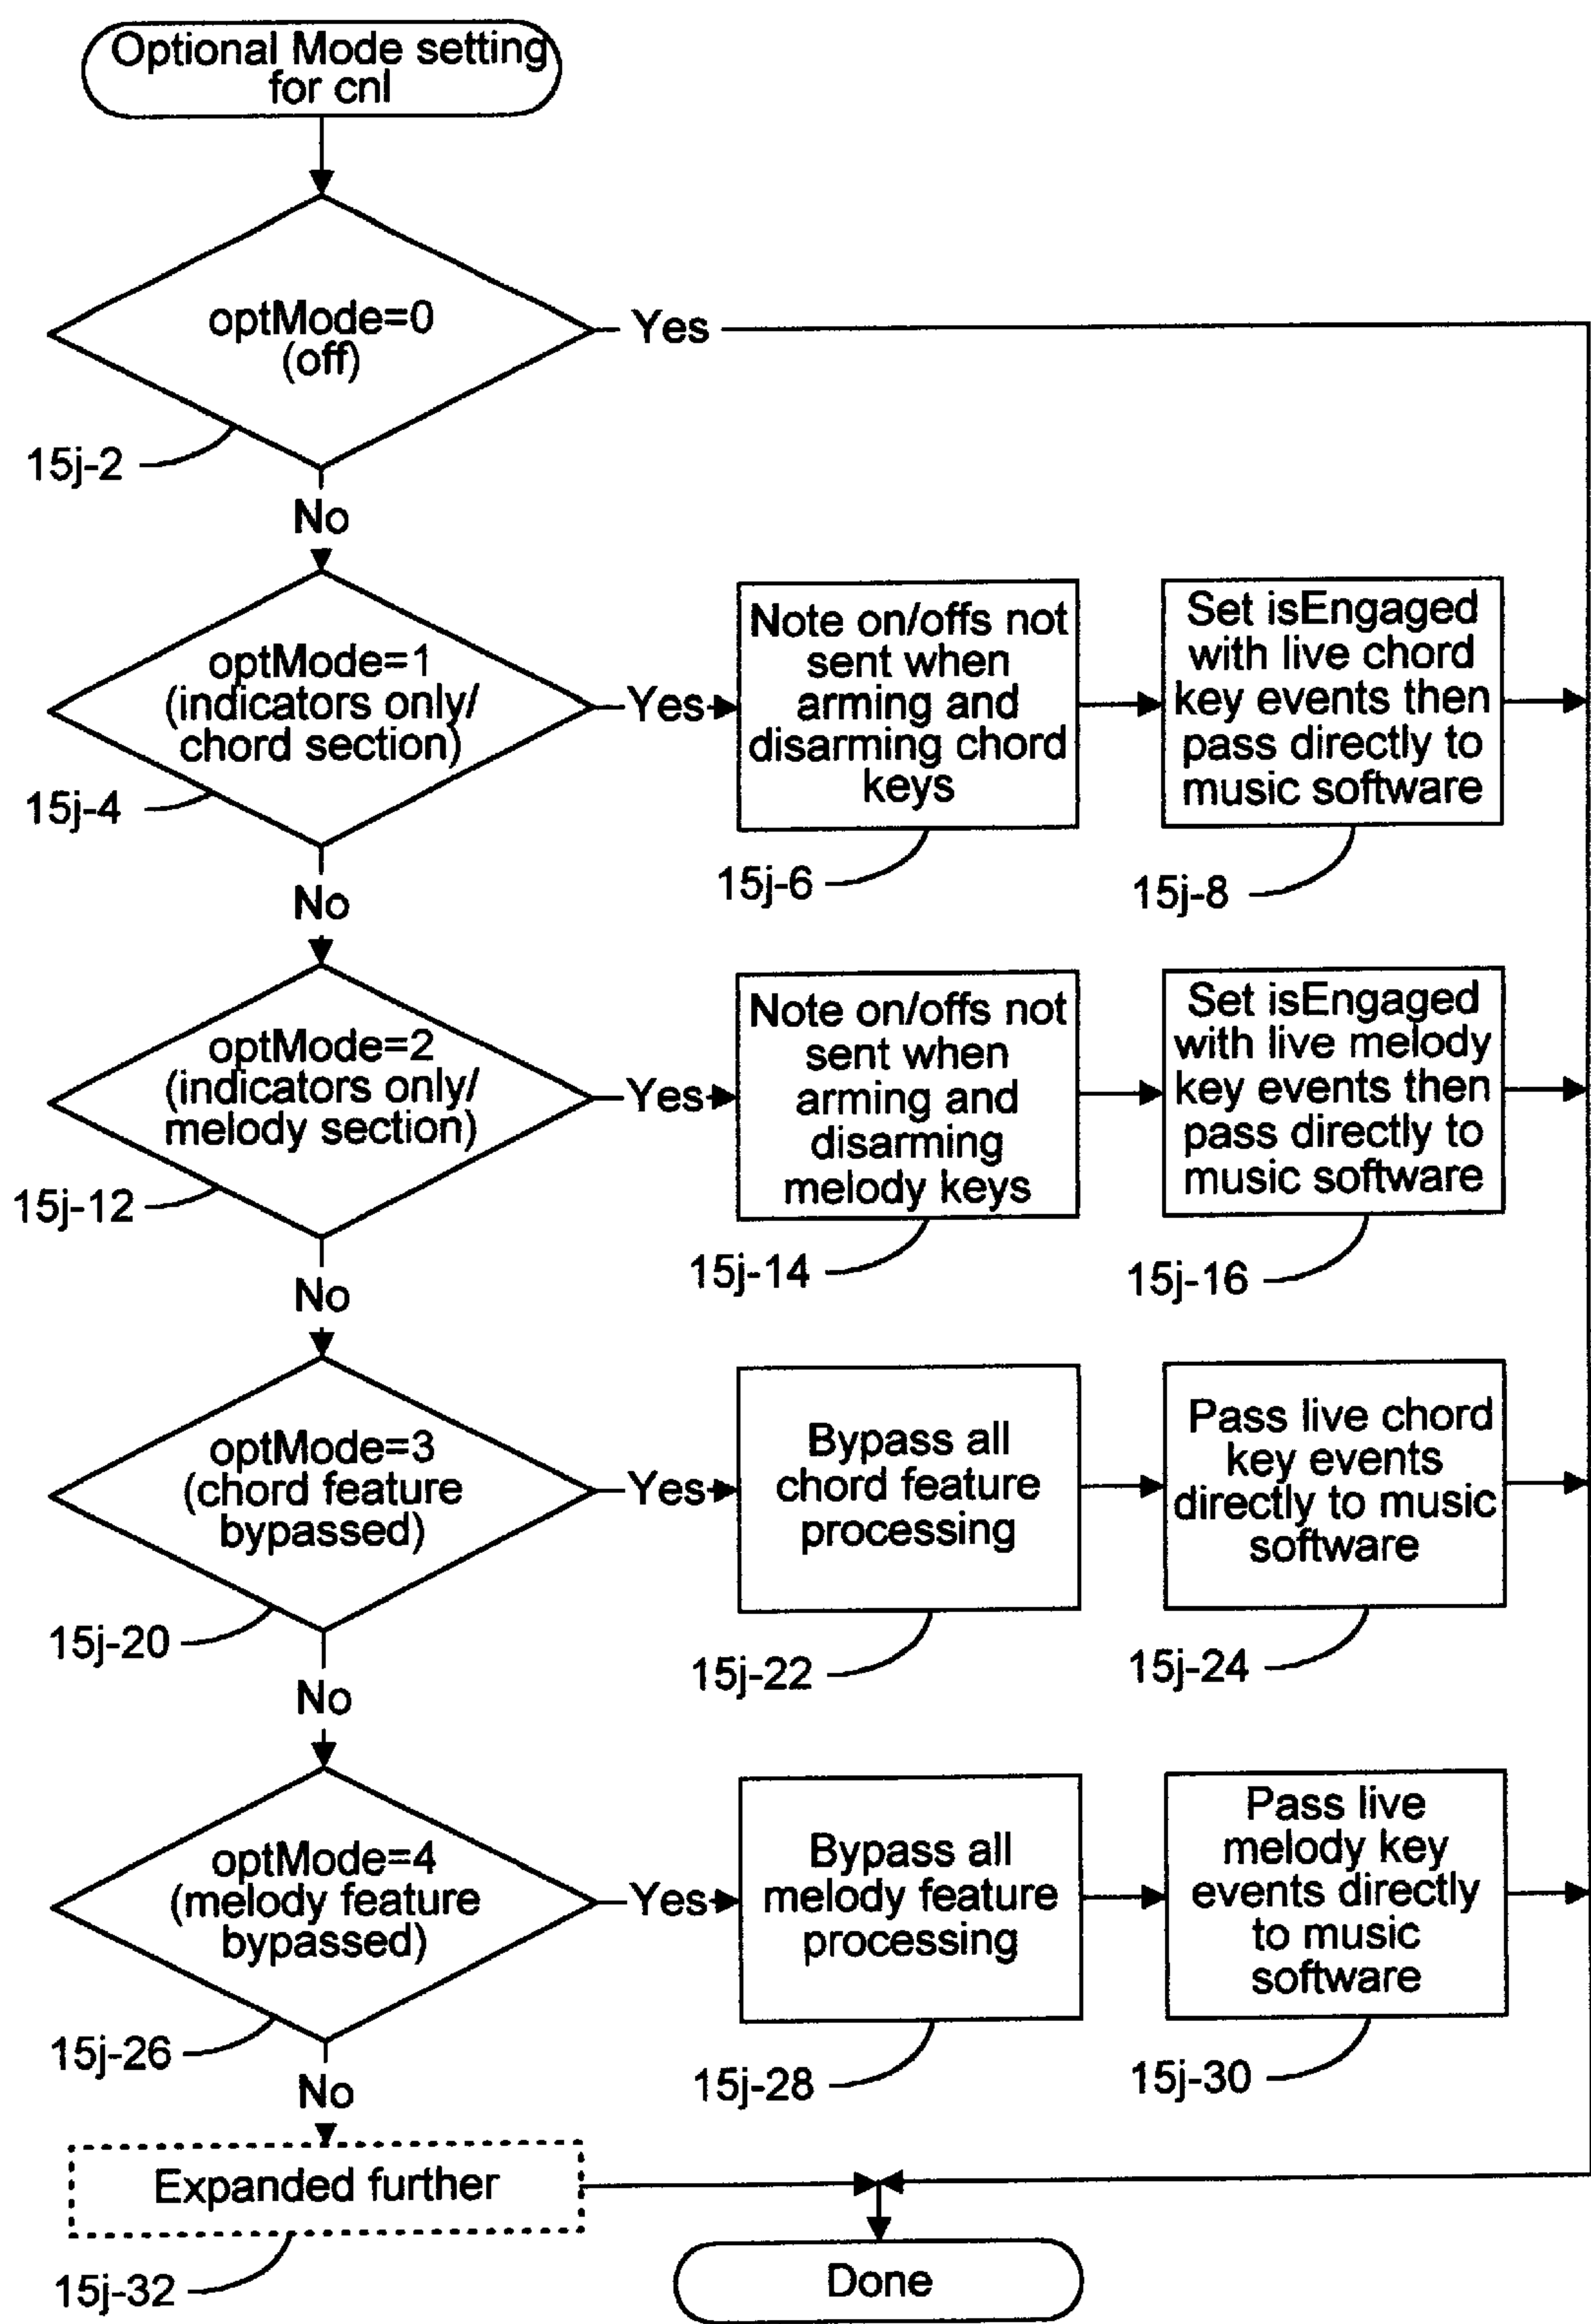 Optional Mode setting
for cnl
optMode=0
(off)
Yes
15j-2
No
optMode=1
(indicators only/
chord section)
Yes
15j-4
Note on/offs not
sent when
arming and
disarming chord
keys
15j-6
Set isEngaged
with live chord
key events then
pass directly to
music software
15j-8
No
optMode=2
(indicators only/
melody section)
Yes
15j-12
Note on/offs not
sent when
arming and
disarming
melody keys
15j-14
Set isEngaged
with live melody
key events then
pass directly to
music software
15j-16
No
optMode=3
(chord feature
bypassed)
Yes
15j-20
Bypass all
chord feature
processing
15j-22
Pass live chord
key events
directly to music
software
15j-24
No
optMode=4
(melody feature
bypassed)
Yes
15j-26
Bypass all
melody feature
processing
15j-28
Pass live
melody key
events directly
to music
software
15j-30
No
Expanded further
15j-32
Done